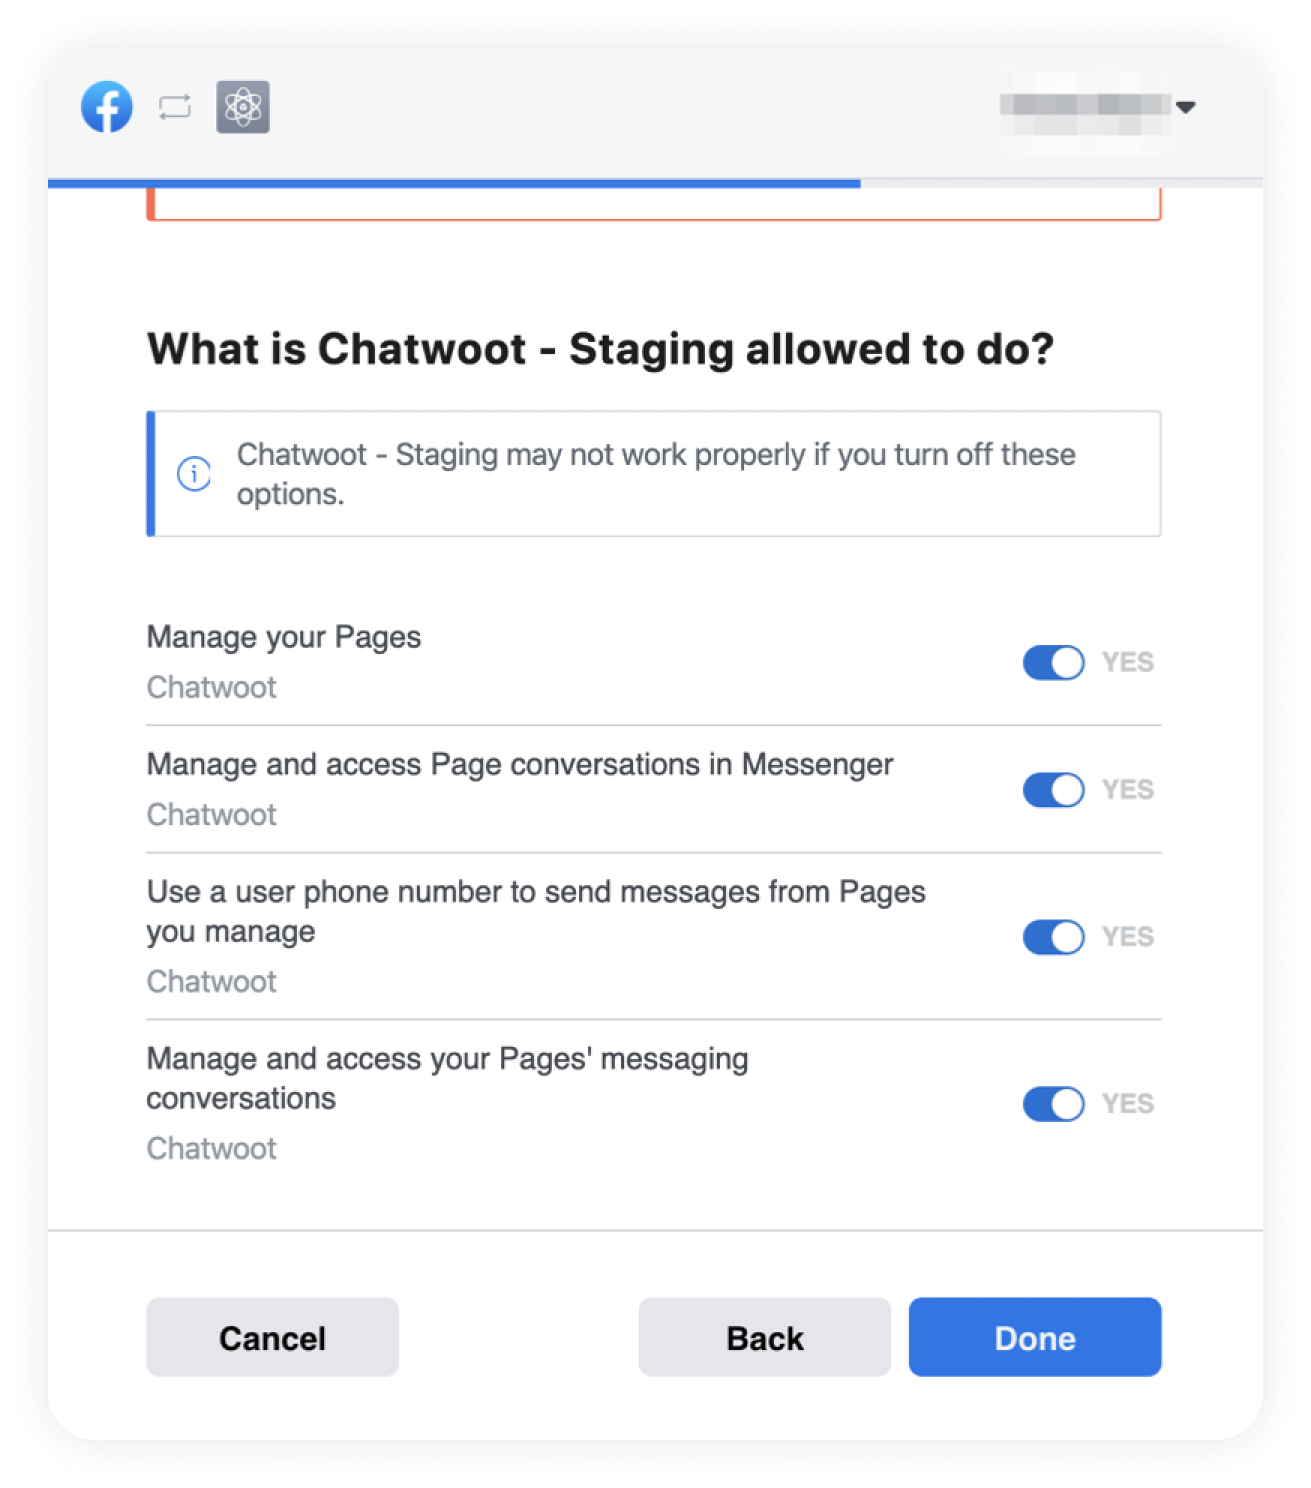 What is Chatwoot - Staging allowed to do?
Chatwoot - Staging may not work properly if you turn off these
options.
Manage your Pages
Chatwoot
YES
Manage and access Page conversations in Messenger
Chatwoot
YES
Use a user phone number to send messages from Pages
you manage
Chatwoot
YES
Manage and access your Pages' messaging
conversations
Chatwoot
YES
Cancel
Back
Done